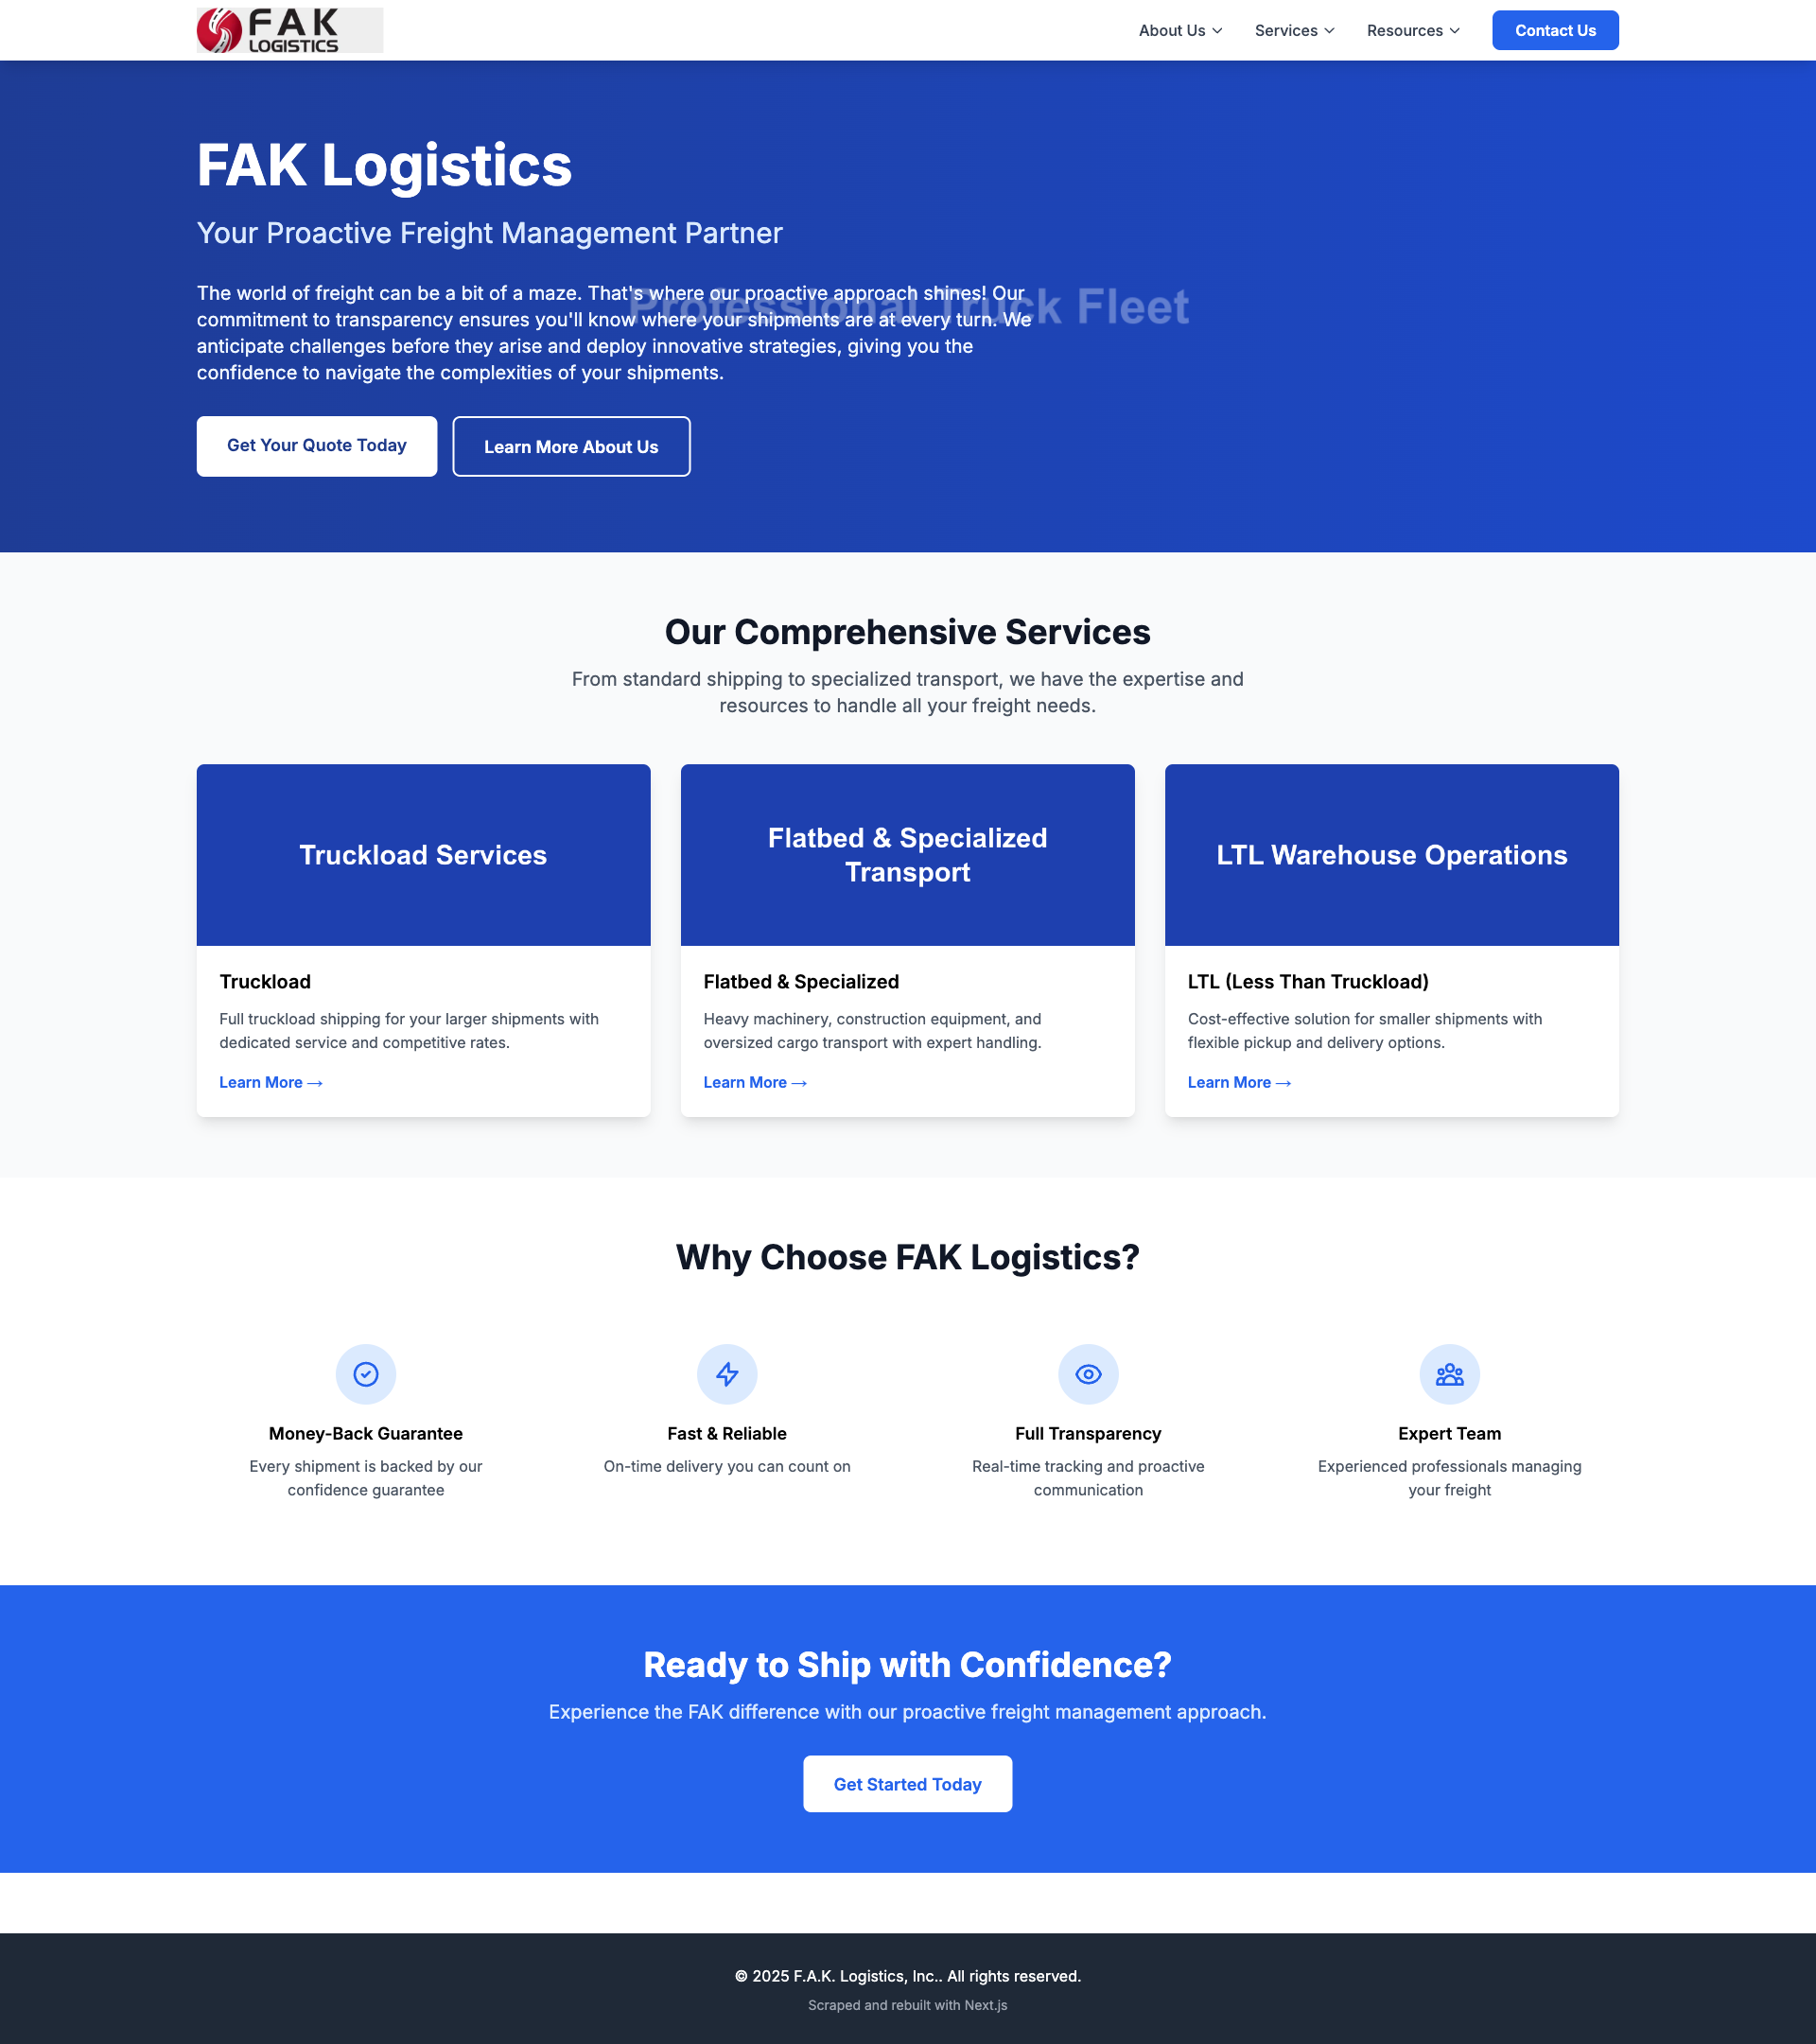 FAK
LOGISTICS
About Us
Services
Resources
Contact Us
FAK Logistics
Your Proactive Freight Management Partner
Professional Truck Fleet
The world of freight can be a bit of a maze. That's where our proactive approach shines! Our
commitment to transparency ensures you'll know where your shipments are at every turn. We
anticipate challenges before they arise and deploy innovative strategies, giving you the
confidence to navigate the complexities of your shipments.
Get Your Quote Today
Learn More About Us
Our Comprehensive Services
From standard shipping to specialized transport, we have the expertise and
resources to handle all your freight needs.
Truckload Services
Flatbed & Specialized
Transport
LTL Warehouse Operations
Truckload
Full truckload shipping for your larger shipments with
dedicated service and competitive rates.
Learn More →
Flatbed & Specialized
Heavy machinery, construction equipment, and
oversized cargo transport with expert handling.
Learn More →
LTL (Less Than Truckload)
Cost-effective solution for smaller shipments with
flexible pickup and delivery options.
Learn More →
Why Choose FAK Logistics?
Money-Back Guarantee
Every shipment is backed by our
confidence guarantee
Fast & Reliable
On-time delivery you can count on
Full Transparency
Real-time tracking and proactive
communication
Expert Team
Experienced professionals managing
your freight
Ready to Ship with Confidence?
Experience the FAK difference with our proactive freight management approach.
Get Started Today
© 2025 F.A.K. Logistics, Inc.. All rights reserved.
Scraped and rebuilt with Next.js